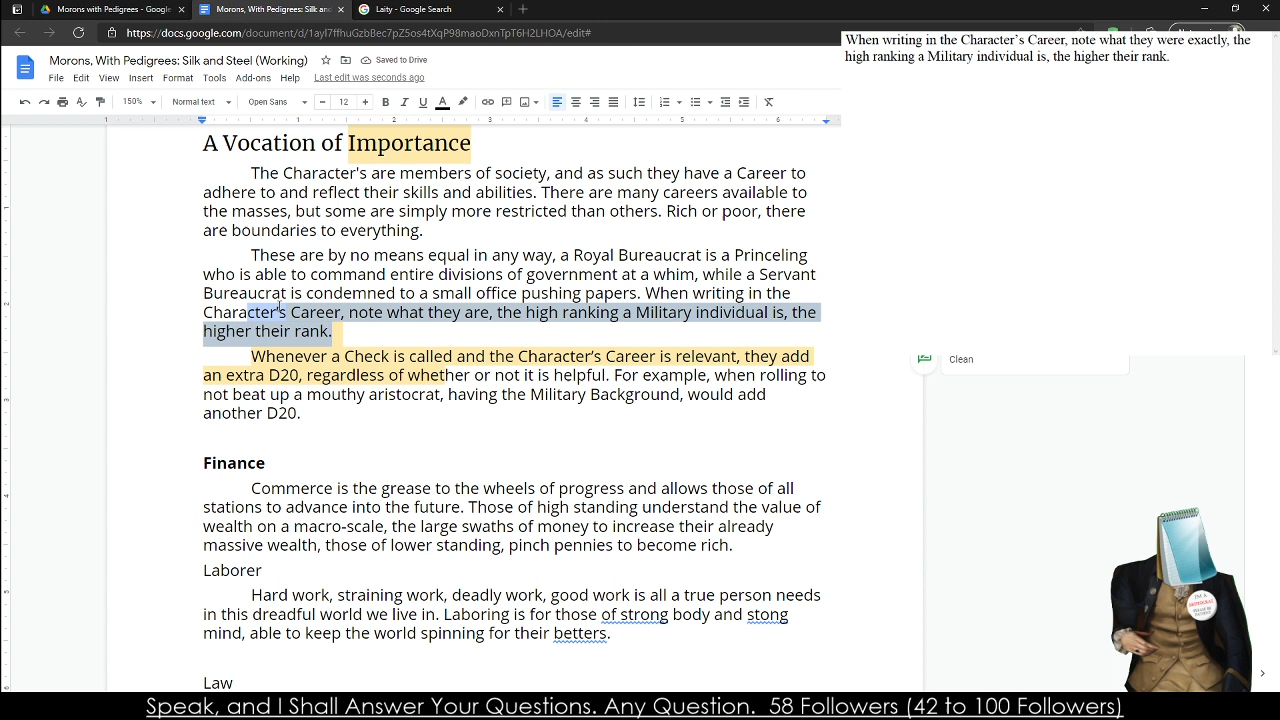 Morons with Pedigrees - Google
Morons, With Pedigrees: Silk and
Laity - Google Search
https://docs.google.com/document/d/1ayI7ffhuGzbBec7pZ5os4tXqP98maoDxnTpT6H2LHOA/edit#
When writing in the Character's Career, note what they were exactly, the
high ranking a Military individual is, the higher their rank.
Morons, With Pedigrees: Silk and Steel (Working)
Saved to Drive
File Edit View Insert Format Tools Add-ons Help Last edit was seconds ago
150% Normal text Open Sans 12
A Vocation of Importance
The Character's are members of society, and as such they have a Career to
adhere to and reflect their skills and abilities. There are many careers available to
the masses, but some are simply more restricted than others. Rich or poor, there
are boundaries to everything.
These are by no means equal in any way, a Royal Bureaucrat is a Princeling
who is able to command entire divisions of government at a whim, while a Servant
Bureaucrat is condemned to a small office pushing papers. When writing in the
Character's Career, note what they are, the high ranking a Military individual is, the
higher their rank.
Whenever a Check is called and the Character's Career is relevant, they add
an extra D20, regardless of whether or not it is helpful. For example, when rolling to
not beat up a mouthy aristocrat, having the Military Background, would add
another D20.
Clean
Finance
Commerce is the grease to the wheels of progress and allows those of all
stations to advance into the future. Those of high standing understand the value of
wealth on a macro-scale, the large swaths of money to increase their already
massive wealth, those of lower standing, pinch pennies to become rich.
Laborer
Hard work, straining work, deadly work, good work is all a true person needs
in this dreadful world we live in. Laboring is for those of strong body and stong
mind, able to keep the world spinning for their betters.
Law
Speak, and I Shall Answer Your Questions. Any Question. 58 Followers (42 to 100 Followers)